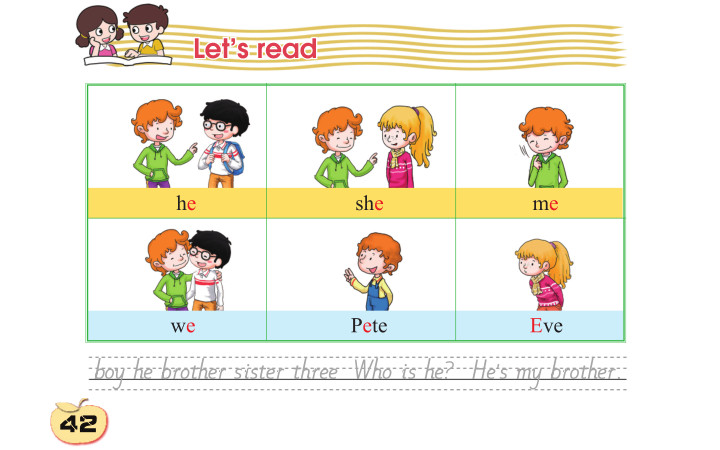 Let's read
he she me
we Pete Eve
boy he brother sister three Who is he? He's my brother.
42